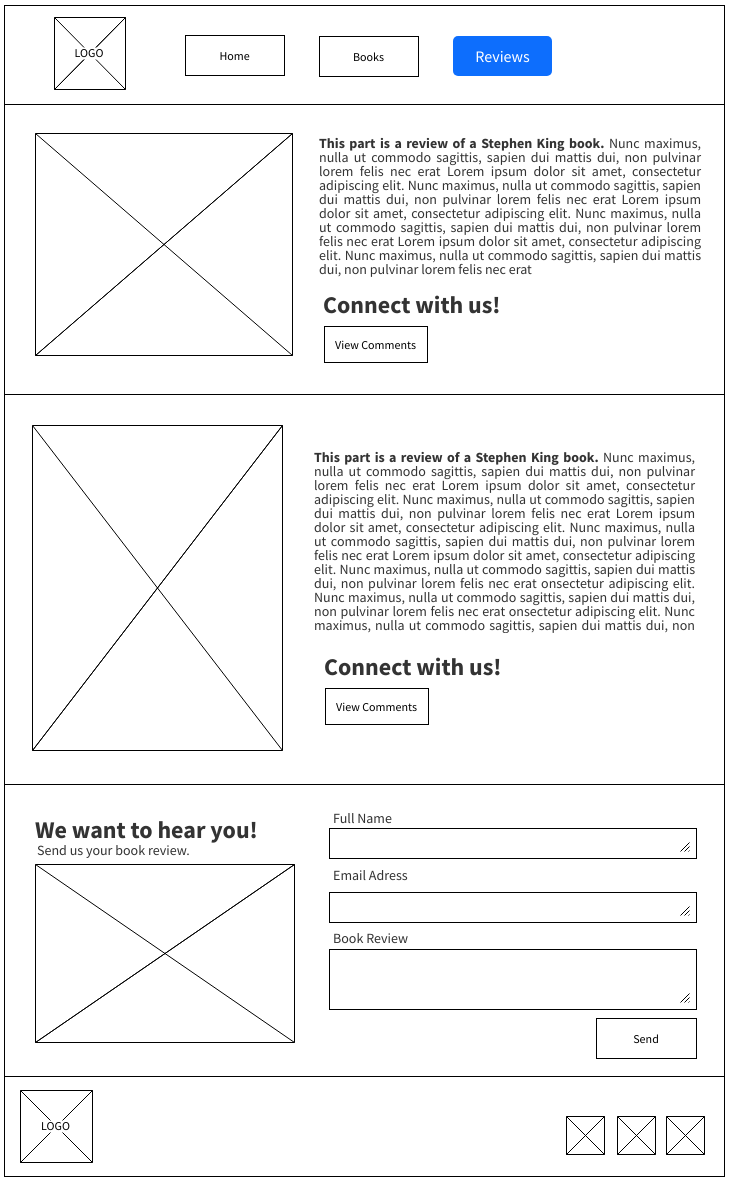 LOGO
Home
Books
Reviews
This part is a review of a Stephen King book. Nunc maximus,
nulla ut commodo sagittis, sapien dui mattis dui, non pulvinar
lorem felis nec erat Lorem ipsum dolor sit amet, consectetur
adipiscing elit. Nunc maximus, nulla ut commodo sagittis, sapien
dui mattis dui, non pulvinar lorem felis nec erat Lorem ipsum
dolor sit amet, consectetur adipiscing elit. Nunc maximus, nulla
ut commodo sagittis, sapien dui mattis dui, non pulvinar lorem
felis nec erat Lorem ipsum dolor sit amet, consectetur adipiscing
elit. Nunc maximus, nulla ut commodo sagittis, sapien dui mattis
dui, non pulvinar lorem felis nec erat
Connect with us!
View Comments
This part is a review of a Stephen King book. Nunc maximus,
nulla ut commodo sagittis, sapien dui mattis dui, non pulvinar
lorem felis nec erat Lorem ipsum dolor sit amet, consectetur
adipiscing elit. Nunc maximus, nulla ut commodo sagittis, sapien
dui mattis dui, non pulvinar lorem felis nec erat Lorem ipsum
dolor sit amet, consectetur adipiscing elit. Nunc maximus, nulla
ut commodo sagittis, sapien dui mattis dui, non pulvinar lorem
felis nec erat Lorem ipsum dolor sit amet, consectetur adipiscing
elit. Nunc maximus, nulla ut commodo sagittis, sapien dui mattis
dui, non pulvinar lorem felis nec erat onsectetur adipiscing elit.
Nunc maximus, nulla ut commodo sagittis, sapien dui mattis dui,
non pulvinar lorem felis nec erat onsectetur adipiscing elit. Nunc
maximus, nulla ut commodo sagittis, sapien dui mattis dui, non
Connect with us!
View Comments
We want to hear you!
Send us your book review.
Full Name
Email Adress
Book Review
Send
LOGO